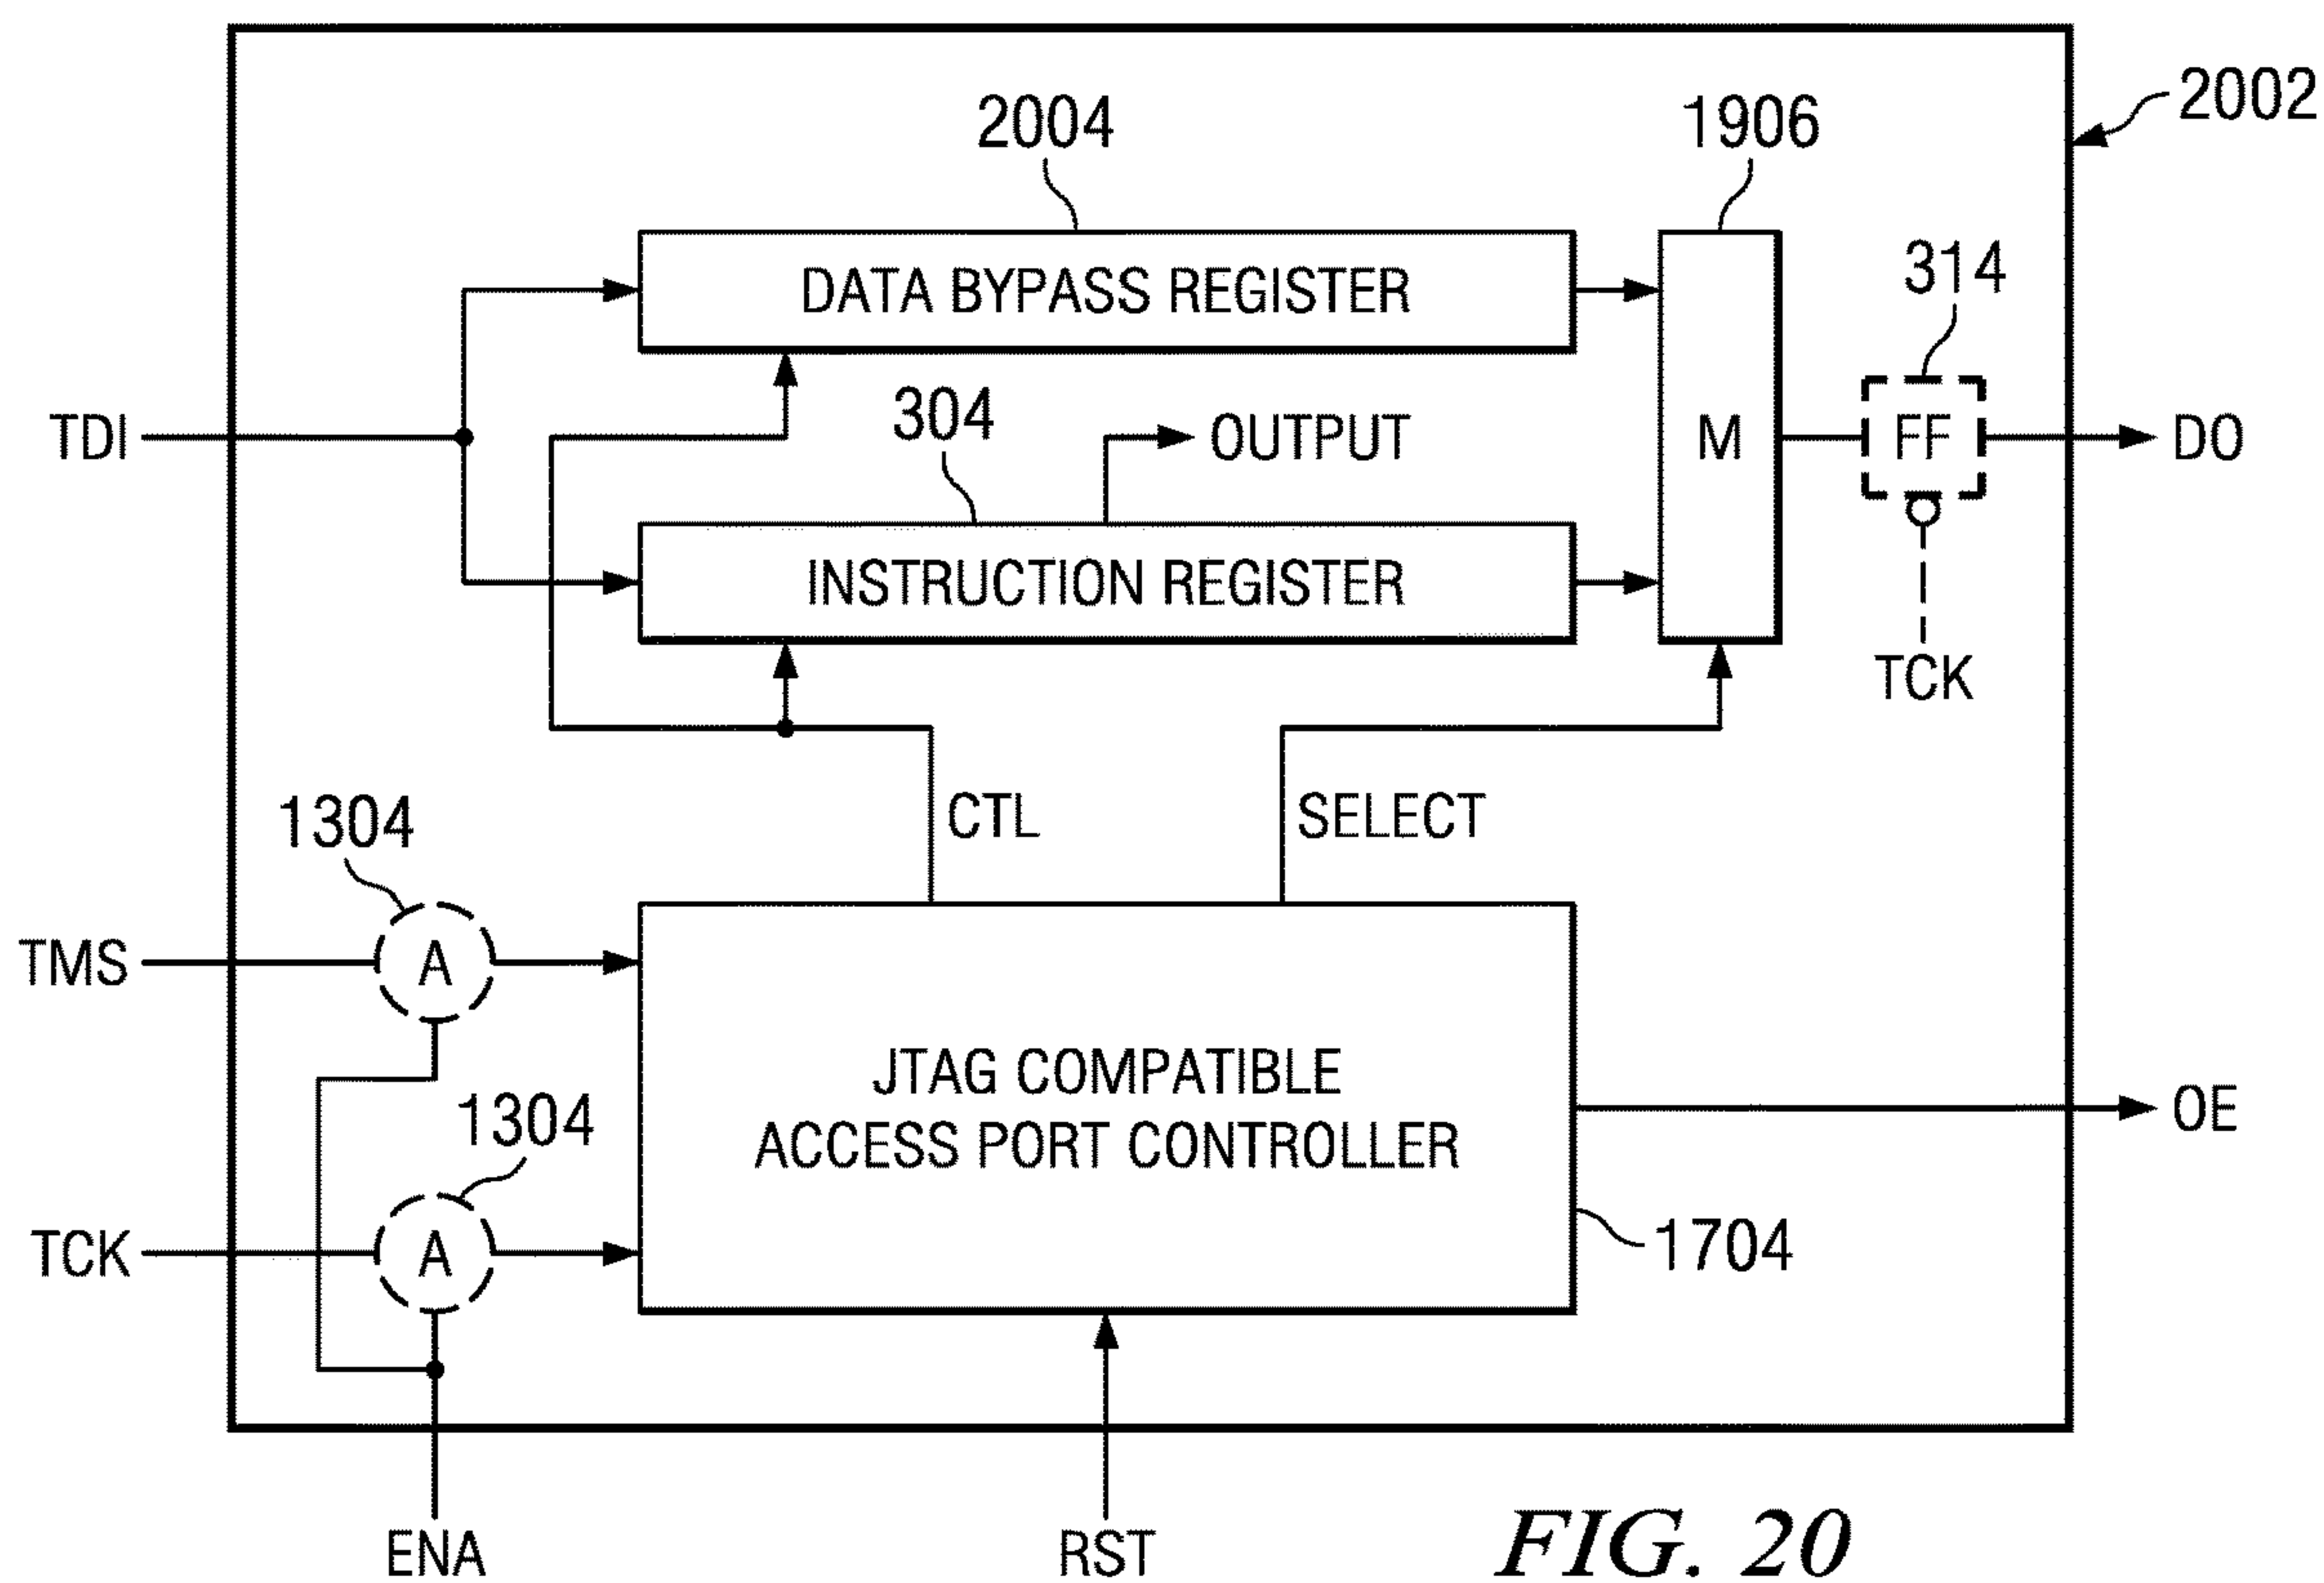 2002
2004
1906
314
DATA BYPASS REGISTER
TDI
304
OUTPUT
M
FF
DO
INSTRUCTION REGISTER
TCK
1304
CTL
SELECT
TMS
A
JTAG COMPATIBLE
ACCESS PORT CONTROLLER
1304
OE
TCK
A
1704
ENA
RST
FIG. 20